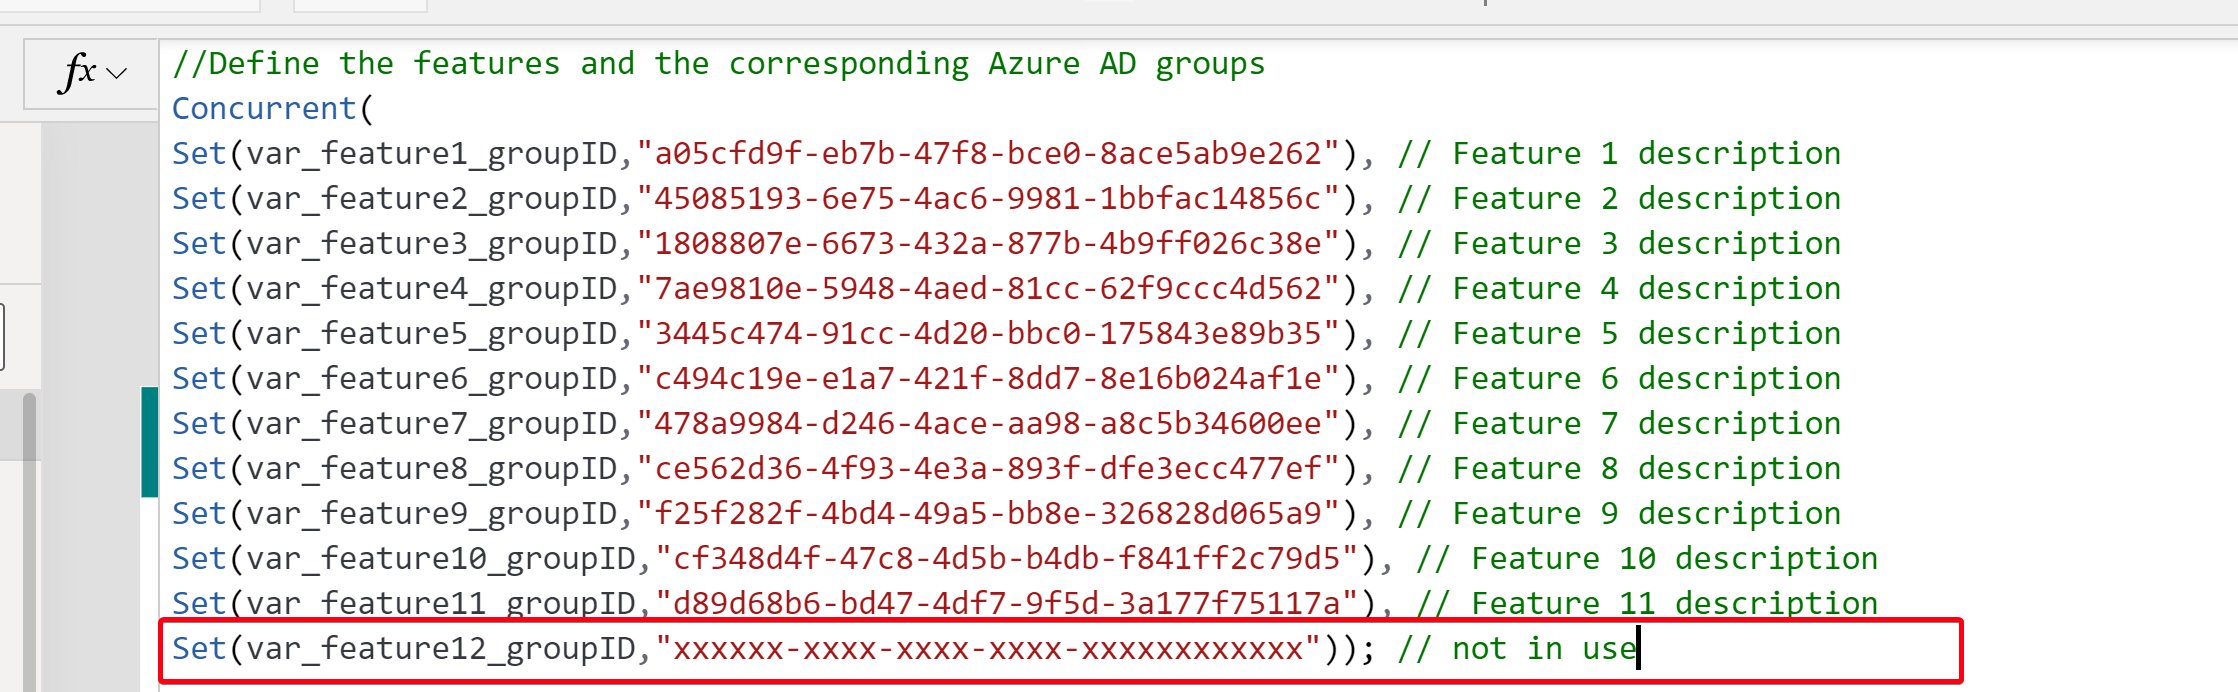 fx
//Define the features and the corresponding Azure AD groups
Concurrent(
Set(var_feature1_groupID,"a05cfd9f-eb7b-47f8-bce0-8ace5ab9e262"), // Feature 1 description
Set(var_feature2_groupID,"45085193-6e75-4ac6-9981-1bbfac14856c"), // Feature 2 description
Set(var_feature3_groupID,"1808807e-6673-432a-877b-4b9ff026c38e"), // Feature 3 description
Set(var_feature4_groupID,"7ae9810e-5948-4aed-81cc-62f9ccc4d562"), // Feature 4 description
Set(var_feature5_groupID,"3445c474-91cc-4d20-bbc0-175843e89b35"), // Feature 5 description
Set(var_feature6_groupID,"c494c19e-e1a7-421f-8dd7-8e16b024af1e"), // Feature 6 description
Set(var_feature7_groupID,"478a9984-d246-4ace-aa98-a8c5b34600ee"), // Feature 7 description
Set(var_feature8_groupID,"ce562d36-4f93-4e3a-893f-dfe3ecc477ef"), // Feature 8 description
Set(var_feature9_groupID,"f25f282f-4bd4-49a5-bb8e-326828d065a9"), // Feature 9 description
Set(var_feature10_groupID,"cf348d4f-47c8-4d5b-b4db-f841ff2c79d5"), // Feature 10 description
Set(var_feature11_groupID,"d89d68b6-bd47-4df7-9f5d-3a177f75117a"), // Feature 11 description
Set(var_feature12_groupID,"xxxxxx-xxxx-xxxx-xxxx-xxxxxxxxxxxx")); // not in use